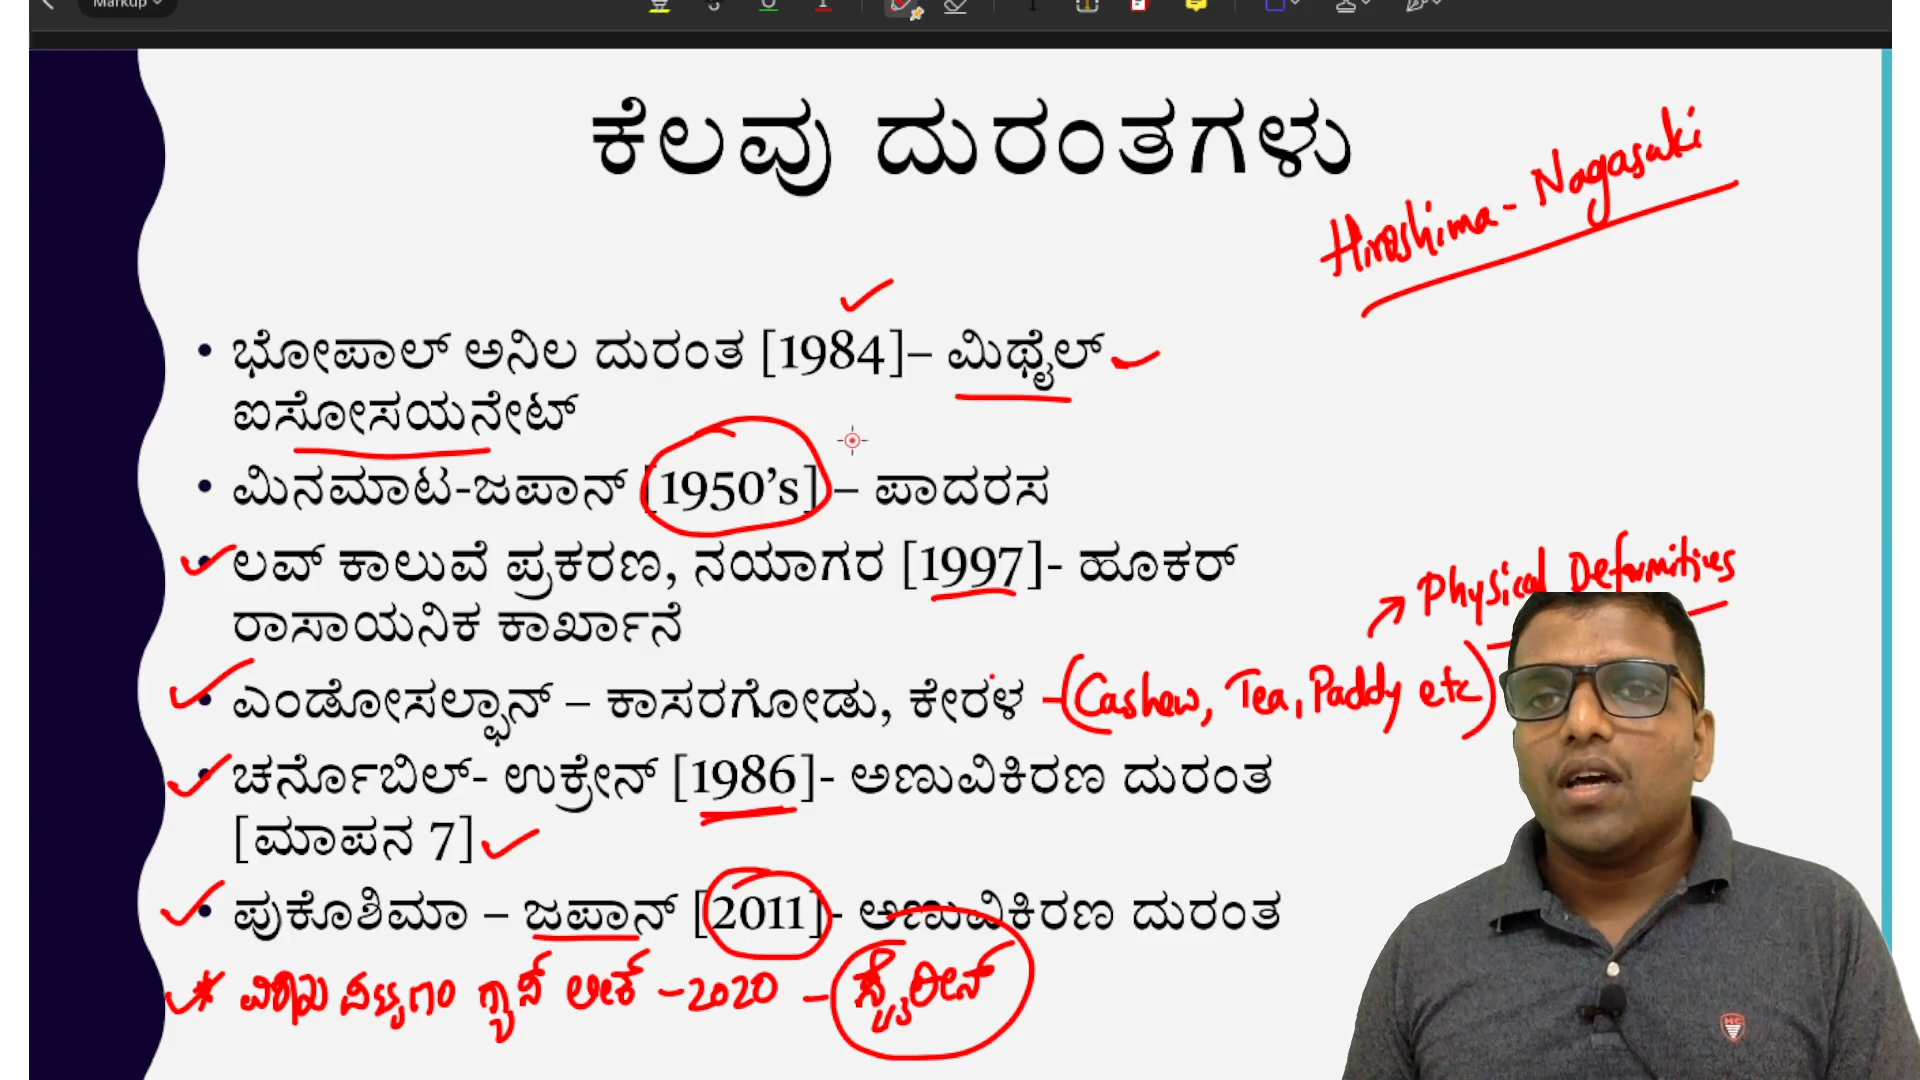 Markup
ಕೆಲವು ದುರಂತಗಳು
Hiroshima - Nagasaki
• ಭೋಪಾಲ್ ಅನಿಲ ದುರಂತ [1984]– ಮಿಥೈಲ್
ಐಸೋಸಯನೇಟ್
• ಮಿನಮಾಟ-ಜಪಾನ್ [1950’s] – ಪಾದರಸ
• ಲವ್ ಕಾಲುವೆ ಪ್ರಕರಣ, ನಯಾಗರ [1997]- ಹೂಕರ್
ರಾಸಾಯನಿಕ ಕಾರ್ಖಾನೆ
→ Physical Deformitives
• ಎಂಡೋಸಲ್ಫಾನ್ – ಕಾಸರಗೋಡು, ಕೇರಳ -(Cashew, Tea, Paddy etc)
• ಚರ್ನೊಬಿಲ್- ಉಕ್ರೇನ್ [1986]- ಅಣುವಿಕಿರಣ ದುರಂತ
[ಮಾಪನ 7]
• ಪುಕೊಶಿಮಾ – ಜಪಾನ್ [2011]- ಅಣುವಿಕಿರಣ ದುರಂತ
* ಗ್ಯಾಸ್ ಲೀಕ್ - 2020 - ಸ್ಟೈರೀನ್